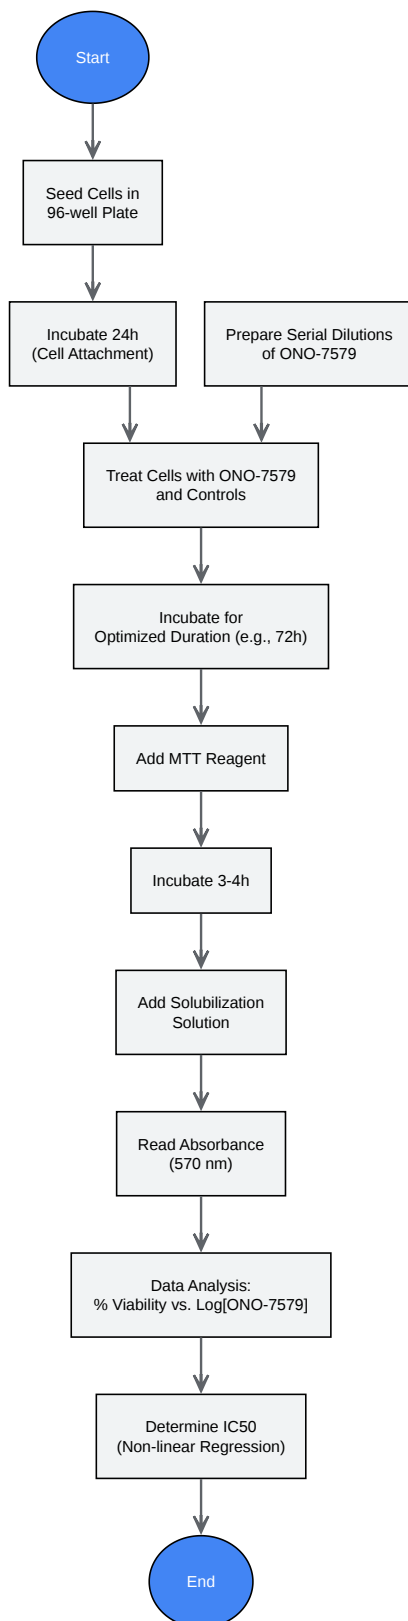 Start
Seed Cells in
96-well Plate
Incubate 24h
(Cell Attachment)
Prepare Serial Dilutions
of ONO-7579
Treat Cells with ONO-7579
and Controls
Incubate for
Optimized Duration (e.g., 72h)
Add MTT Reagent
Incubate 3-4h
Add Solubilization
Solution
Read Absorbance
(570 nm)
Data Analysis:
% Viability vs. Log[ONO-7579]
Determine IC50
(Non-linear Regression)
End